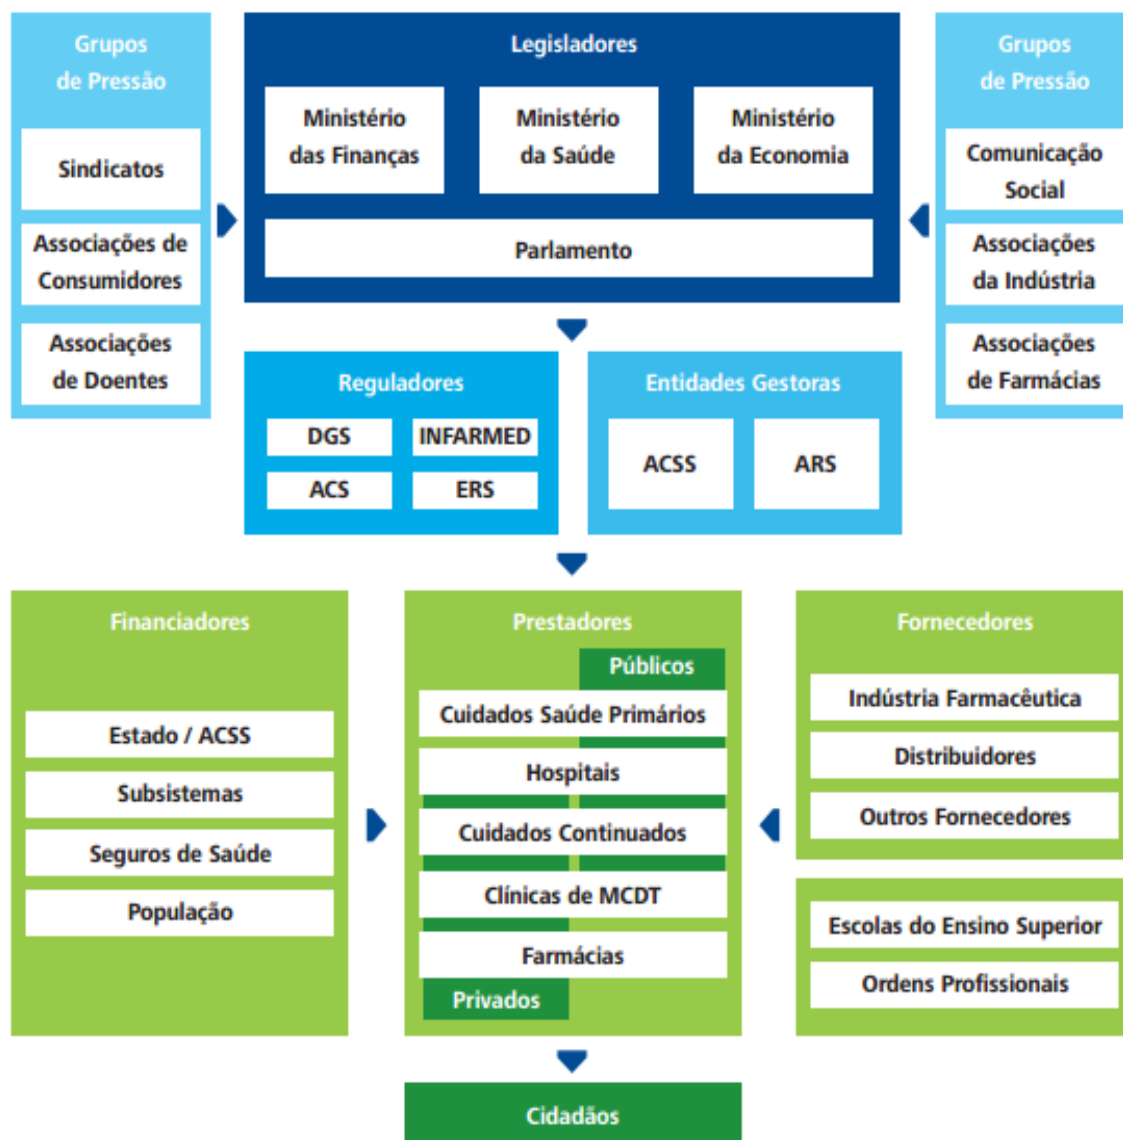 Grupos
de Pressão
Sindicatos
Associações de
Consumidores
Associações
de Doentes
Legisladores
Ministério
das Finanças
Ministério
da Saúde
Ministério
da Economia
Parlamento
Grupos
de Pressão
Comunicação
Social
Associações
da Indústria
Associações
de Farmácias
Reguladores
DGS
INFARMED
ACS
ERS
Entidades Gestoras
ACSS
ARS
Financiadores
Estado / ACSS
Subsistemas
Seguros de Saúde
População
Prestadores
Públicos
Cuidados Saúde Primários
Hospitais
Cuidados Continuados
Clínicas de MCDT
Farmácias
Privados
Fornecedores
Indústria Farmacêutica
Distribuidores
Outros Fornecedores
Escolas do Ensino Superior
Ordens Profissionais
Cidadãos